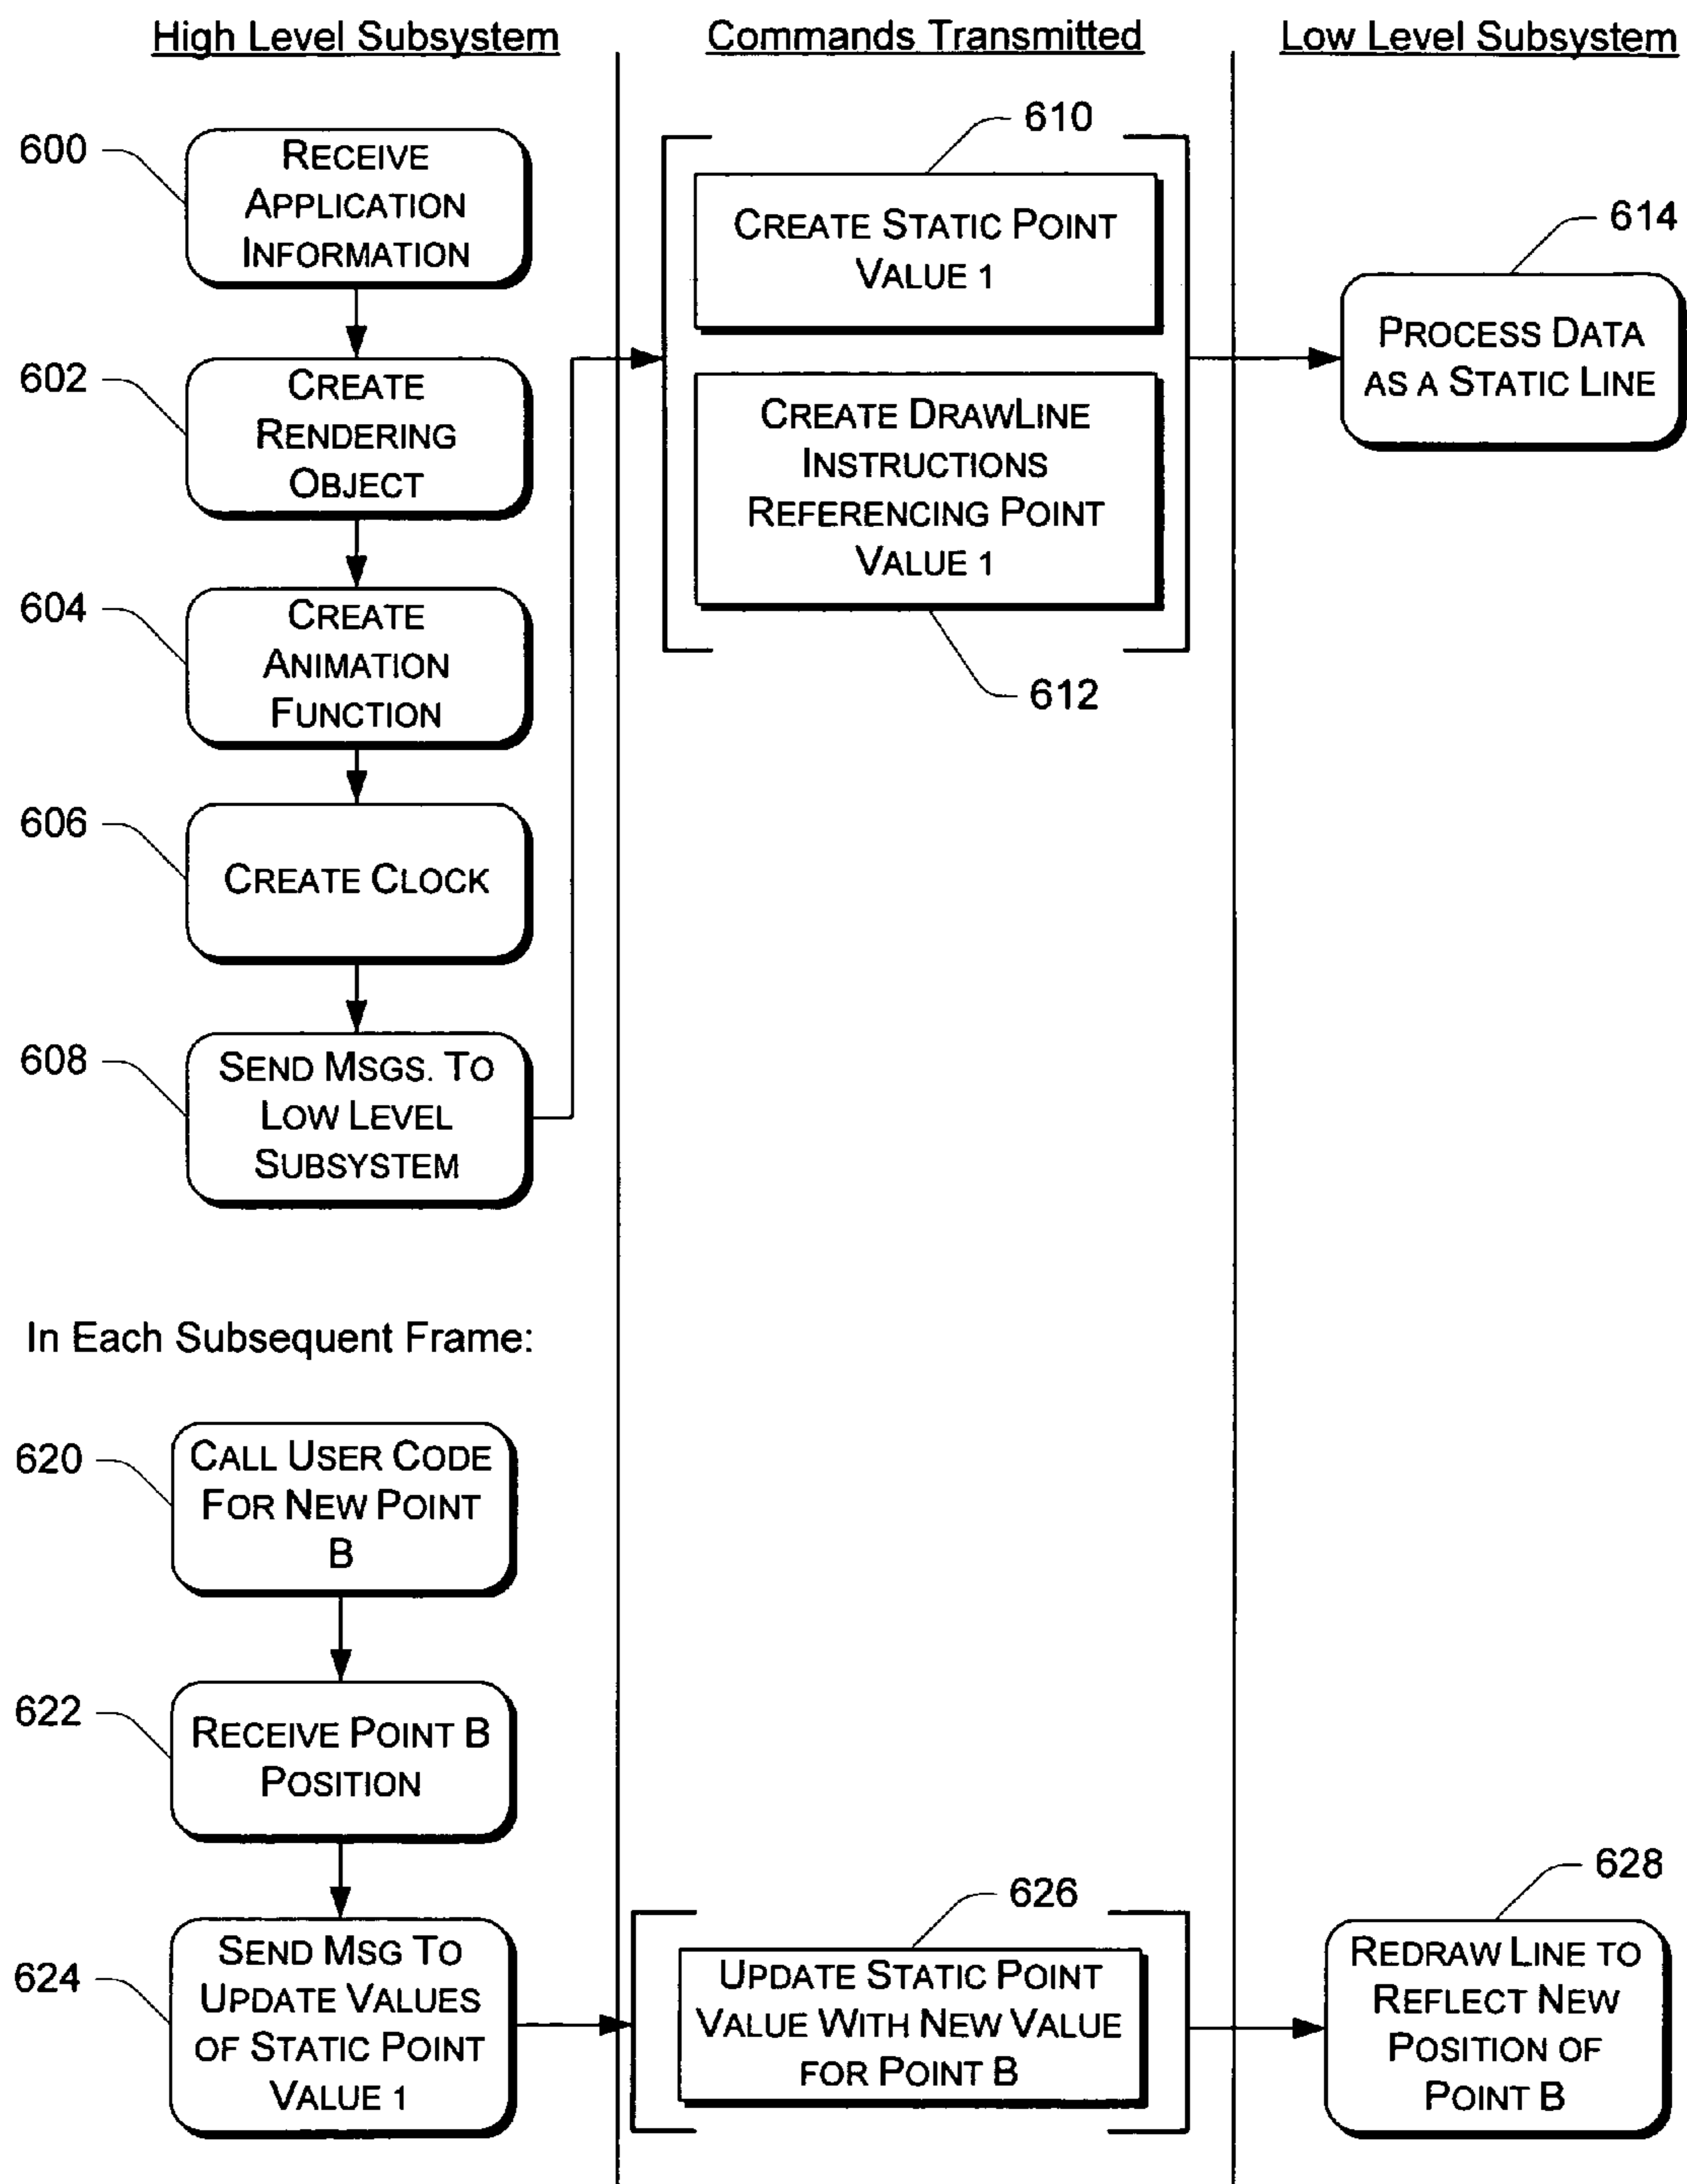 High Level Subsystem
Commands Transmitted
Low Level Subsystem
600
RECEIVE
APPLICATION
INFORMATION
602
CREATE
RENDERING
OBJECT
604
CREATE
ANIMATION
FUNCTION
606
CREATE CLOCK
608
SEND MSGS. TO
LOW LEVEL
SUBSYSTEM
610
CREATE STATIC POINT
VALUE 1
CREATE DRAWLINE
INSTRUCTIONS
REFERENCING POINT
VALUE 1
612
614
PROCESS DATA
AS A STATIC LINE
In Each Subsequent Frame:
620
CALL USER CODE
FOR NEW POINT
B
622
RECEIVE POINT B
POSITION
624
SEND MSG TO
UPDATE VALUES
OF STATIC POINT
VALUE 1
626
UPDATE STATIC POINT
VALUE WITH NEW VALUE
FOR POINT B
628
REDRAW LINE TO
REFLECT NEW
POSITION OF
POINT B